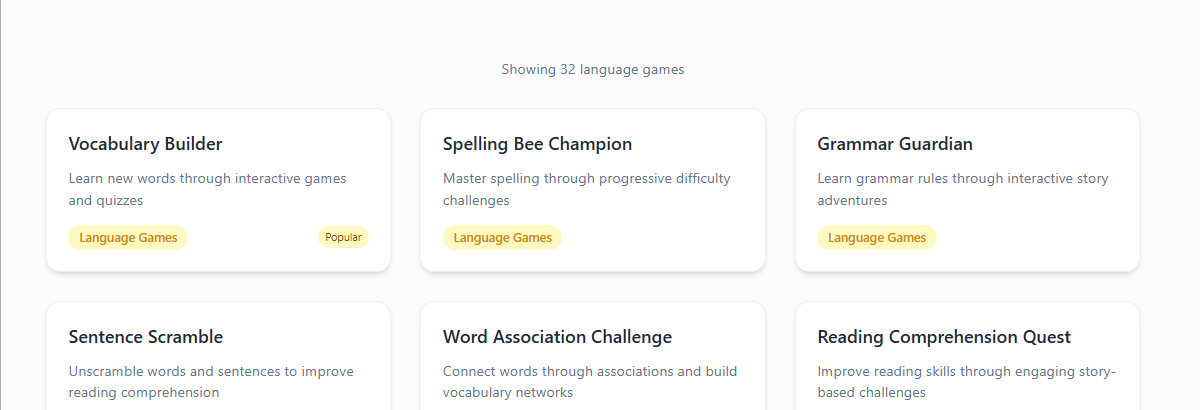 Showing 32 language games
Vocabulary Builder
Learn new words through interactive games
and quizzes
Language Games
Popular
Spelling Bee Champion
Master spelling through progressive difficulty
challenges
Language Games
Grammar Guardian
Learn grammar rules through interactive story
adventures
Language Games
Sentence Scramble
Unscramble words and sentences to improve
reading comprehension
Word Association Challenge
Connect words through associations and build
vocabulary networks
Reading Comprehension Quest
Improve reading skills through engaging story-
based challenges